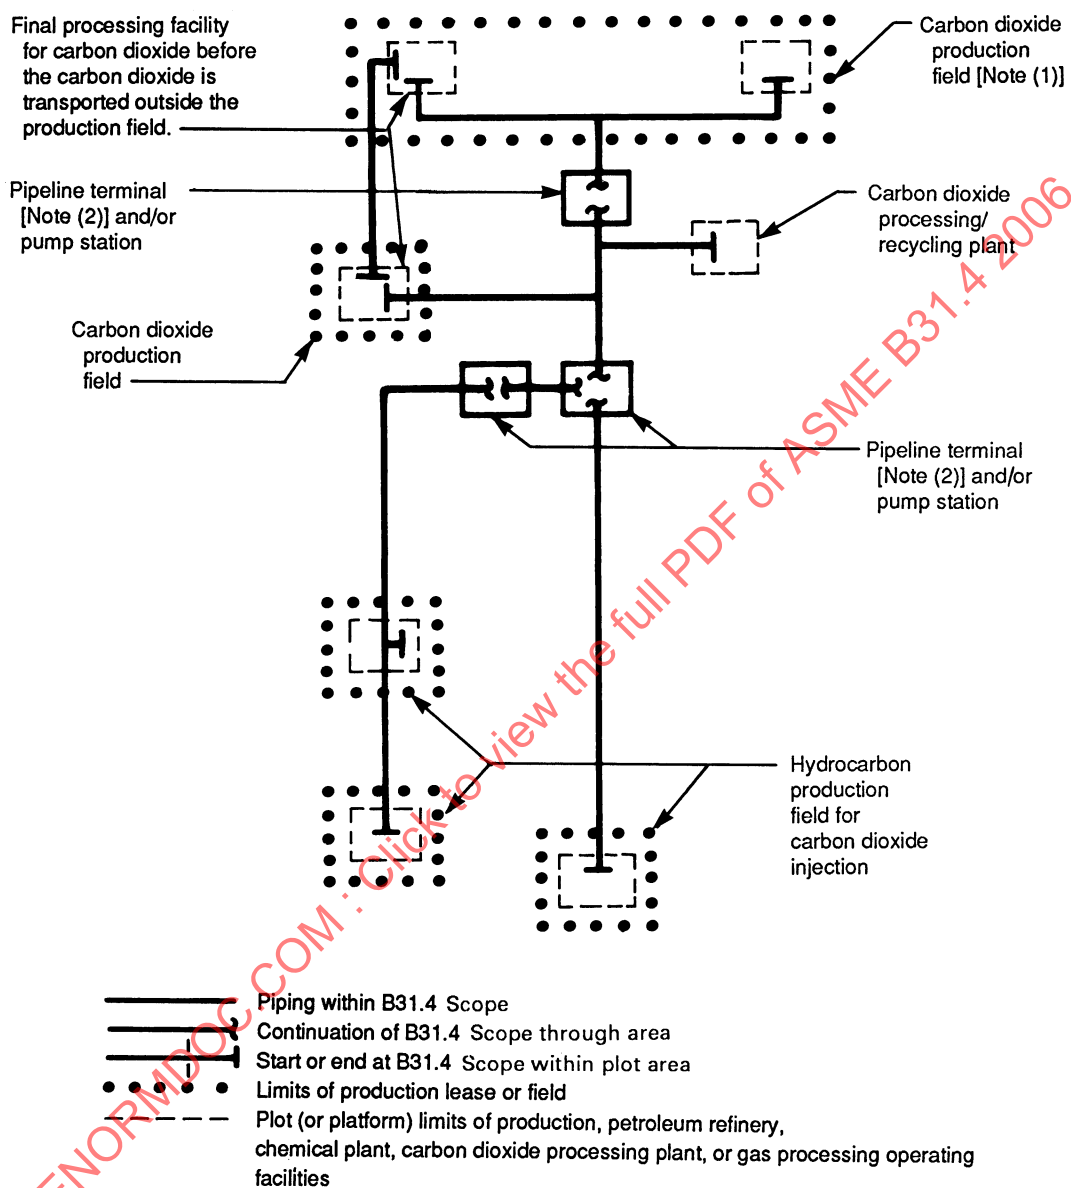 Final processing facility
for carbon dioxide before
the carbon dioxide is
transported outside the
production field.
Carbon dioxide
production
field [Note (1)]
Pipeline terminal
[Note (2)] and/or
pump station
Carbon dioxide
processing/
recycling plant
Carbon dioxide
production
field
Pipeline terminal
[Note (2)] and/or
pump station
Hydrocarbon
production
field for
carbon dioxide
injection
Piping within B31.4 Scope
Continuation of B31.4 Scope through area
Start or end at B31.4 Scope within plot area
Limits of production lease or field
Plot (or platform) limits of production, petroleum refinery,
chemical plant, carbon dioxide processing plant, or gas processing operating
facilities
ENORMDOC.COM : Click to view the full PDF of ASME B31.4 2006